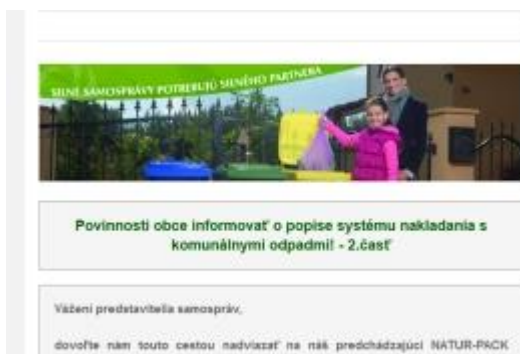 SILNÉ SAMOSPRÁVY POTREBUJÚ SILNÉHO PARTNERA
Povinnosti obce informovať o popise systému nakladania s
komunálnymi odpadmi! - 2.časť
Vážení predstavitelia samospráv,
dovoľte nám touto cestou nadviazať na náš predchádzajúci NATUR-PACK